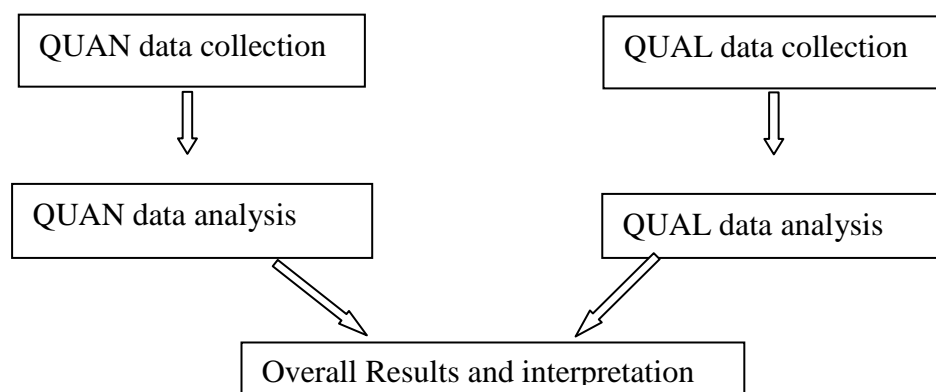 QUAN data collection
QUAL data collection
QUAN data analysis
QUAL data analysis
Overall Results and interpretation